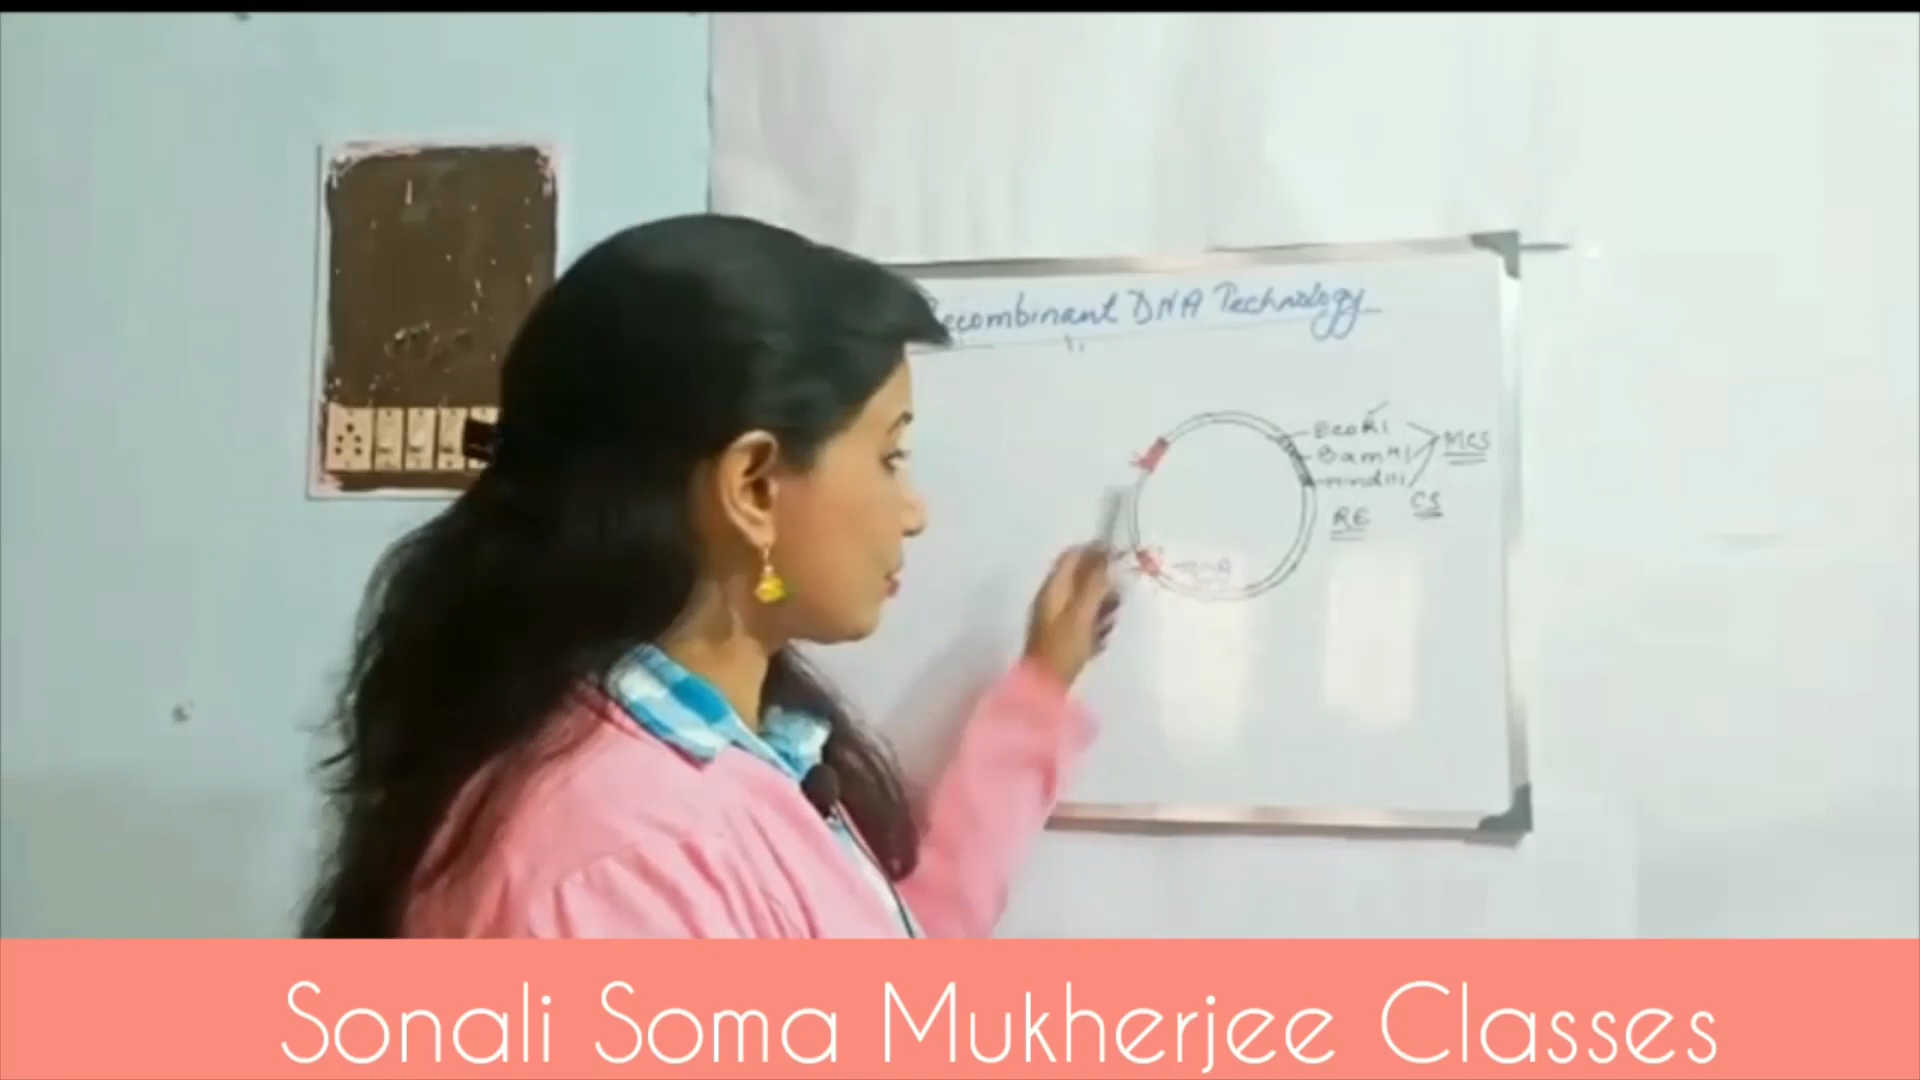 Recombinant DNA Technology
EcoRI
BamHI
MCS
HindIII
CS
RE
Sonali Soma Mukherjee Classes